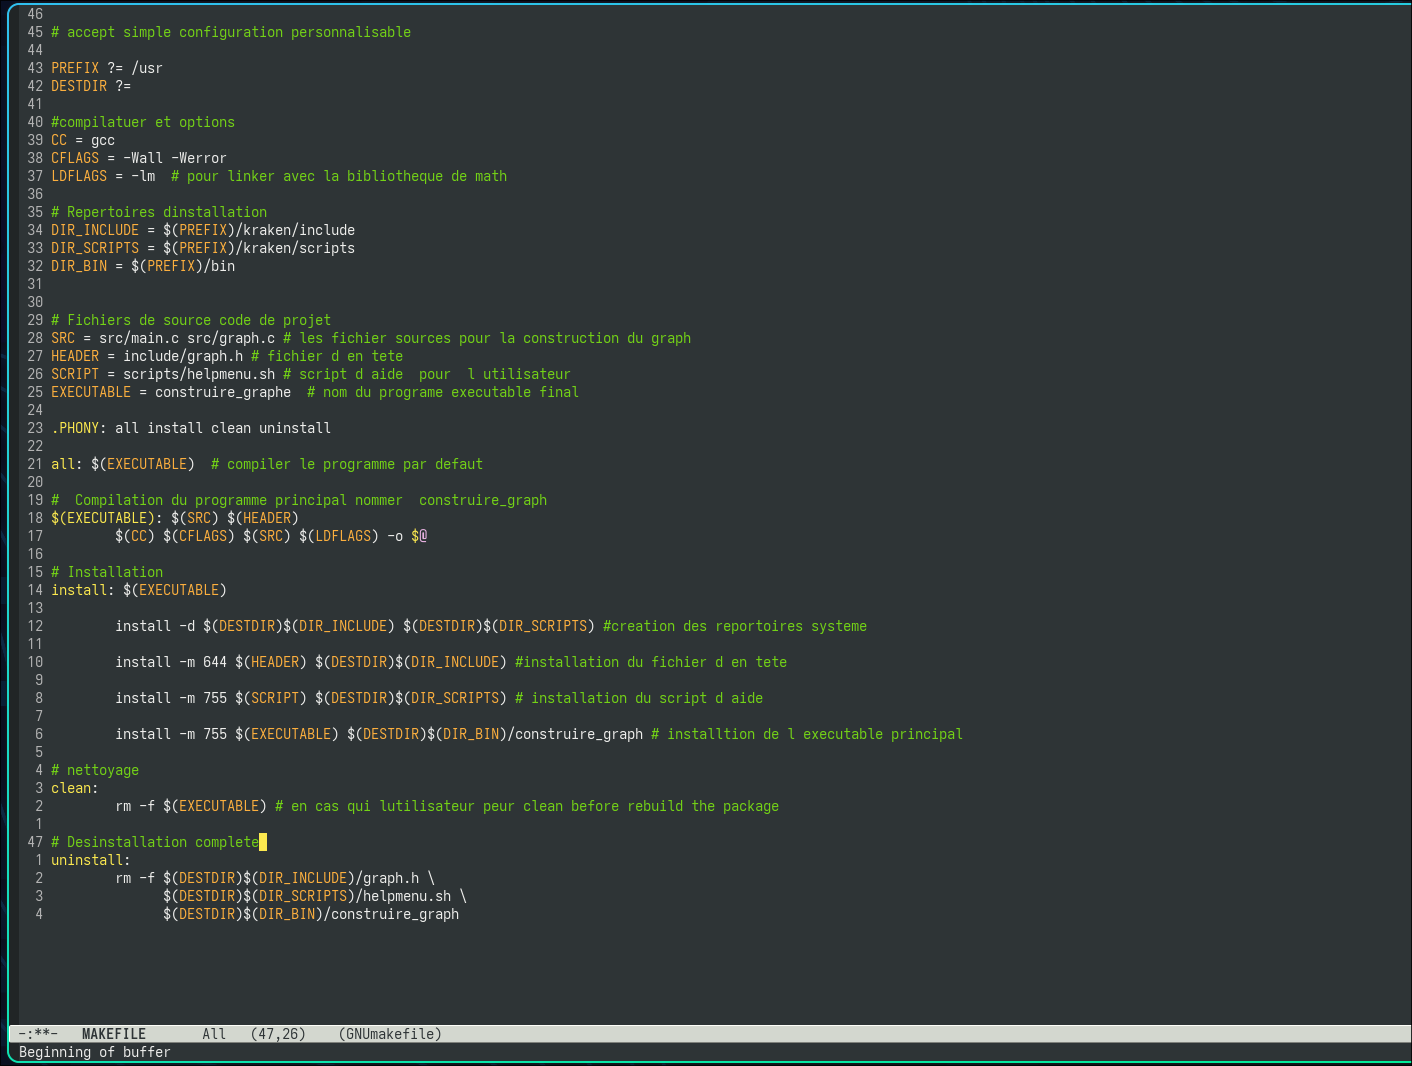 46
45 # accept simple configuration personnalisable
44
43 PREFIX ?= /usr
42 DESTDIR ?=
41
40 #compilatuer et options
39 CC = gcc
38 CFLAGS = -Wall -Werror
37 LDFLAGS = -lm  # pour linker avec la bibliotheque de math
36
35 # Repertoires dinstallation
34 DIR_INCLUDE = $(PREFIX)/kraken/include
33 DIR_SCRIPTS = $(PREFIX)/kraken/scripts
32 DIR_BIN = $(PREFIX)/bin
31
30
29 # Fichiers de source code de projet
28 SRC = src/main.c src/graph.c # les fichier sources pour la construction du graph
27 HEADER = include/graph.h # fichier d en tete
26 SCRIPT = scripts/helpmenu.sh # script d aide  pour  l utilisateur
25 EXECUTABLE = construire_graphe  # nom du programe executable final
24
23 .PHONY: all install clean uninstall
22
21 all: $(EXECUTABLE)  # compiler le programme par defaut
20
19 #  Compilation du programme principal nommer  construire_graph
18 $(EXECUTABLE): $(SRC) $(HEADER)
17         $(CC) $(CFLAGS) $(SRC) $(LDFLAGS) -o $@
16
15 # Installation
14 install: $(EXECUTABLE)
13
12         install -d $(DESTDIR)$(DIR_INCLUDE) $(DESTDIR)$(DIR_SCRIPTS) #creation des reportoires systeme
11
10         install -m 644 $(HEADER) $(DESTDIR)$(DIR_INCLUDE) #installation du fichier d en tete
9
8         install -m 755 $(SCRIPT) $(DESTDIR)$(DIR_SCRIPTS) # installation du script d aide
7
6         install -m 755 $(EXECUTABLE) $(DESTDIR)$(DIR_BIN)/construire_graph # installtion de l executable principal
5
4 # nettoyage
3 clean:
2         rm -f $(EXECUTABLE) # en cas qui lutilisateur peur clean before rebuild the package
1
47 # Desinstallation complete
1 uninstall:
2         rm -f $(DESTDIR)$(DIR_INCLUDE)/graph.h \
3               $(DESTDIR)$(DIR_SCRIPTS)/helpmenu.sh \
4               $(DESTDIR)$(DIR_BIN)/construire_graph
-:**-   MAKEFILE       All   (47,26)    (GNUmakefile)
Beginning of buffer